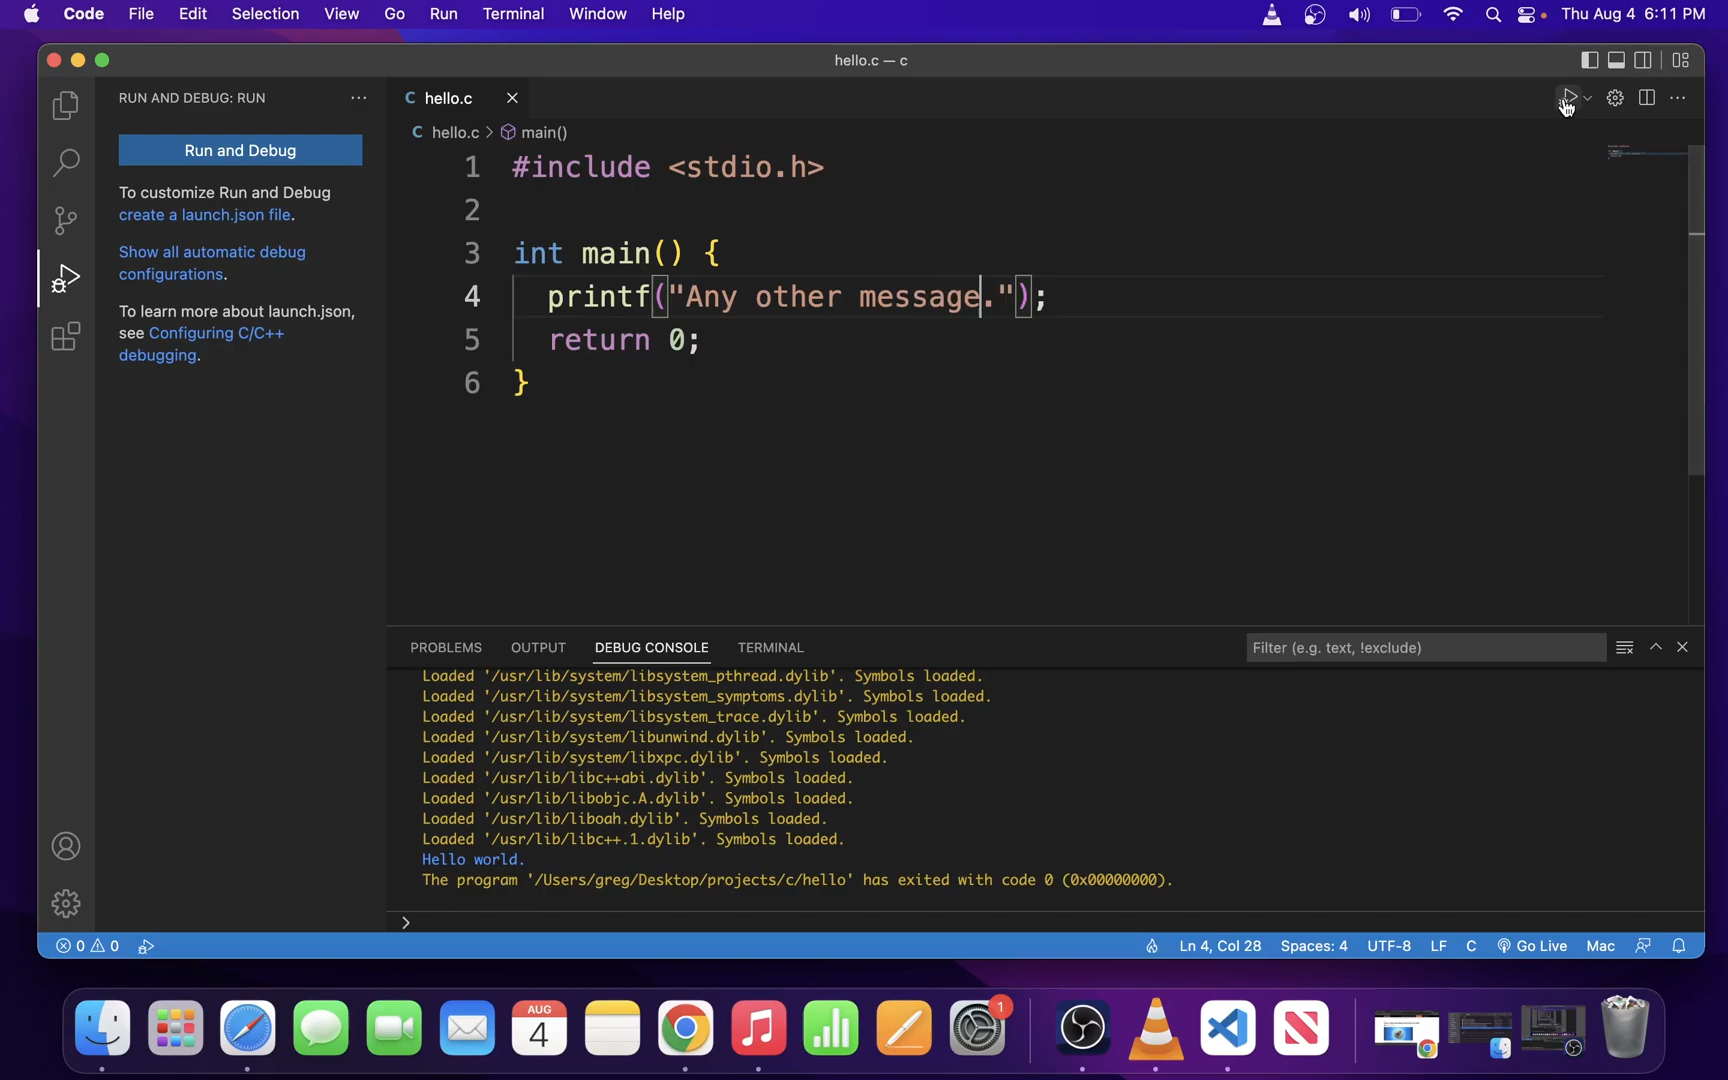 Code File Edit Selection View Go Run Terminal Window Help Thu Aug 4 6:11 PM
hello.c — c
RUN AND DEBUG: RUN
Run and Debug
To customize Run and Debug
create a launch.json file.
Show all automatic debug
configurations.
To learn more about launch.json,
see Configuring C/C++
debugging.
C hello.c
C hello.c > main()
1 #include <stdio.h>
2
3 int main() {
4 printf("Any other message.");
5 return 0;
6 }
PROBLEMS OUTPUT DEBUG CONSOLE TERMINAL Filter (e.g. text, !exclude)
Loaded '/usr/lib/system/libsystem_pthread.dylib'. Symbols loaded.
Loaded '/usr/lib/system/libsystem_symptoms.dylib'. Symbols loaded.
Loaded '/usr/lib/system/libsystem_trace.dylib'. Symbols loaded.
Loaded '/usr/lib/system/libunwind.dylib'. Symbols loaded.
Loaded '/usr/lib/system/libxpc.dylib'. Symbols loaded.
Loaded '/usr/lib/libc++abi.dylib'. Symbols loaded.
Loaded '/usr/lib/libobjc.A.dylib'. Symbols loaded.
Loaded '/usr/lib/liboah.dylib'. Symbols loaded.
Loaded '/usr/lib/libc++.1.dylib'. Symbols loaded.
Hello world.
The program '/Users/greg/Desktop/projects/c/hello' has exited with code 0 (0x00000000).
>
0 0 Ln 4, Col 28 Spaces: 4 UTF-8 LF C Go Live Mac
AUG
4
1